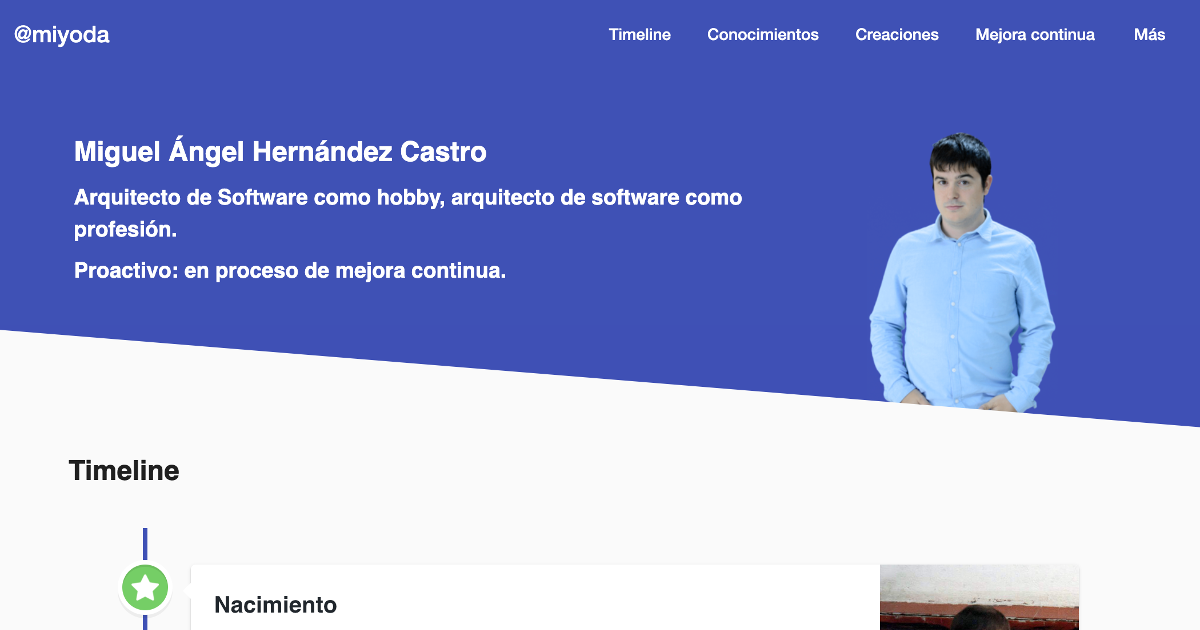 @miyoda
Timeline
Conocimientos
Creaciones
Mejora continua
Más
Miguel Ángel Hernández Castro
Arquitecto de Software como hobby, arquitecto de software como
profesión.
Proactivo: en proceso de mejora continua.
Timeline
Nacimiento